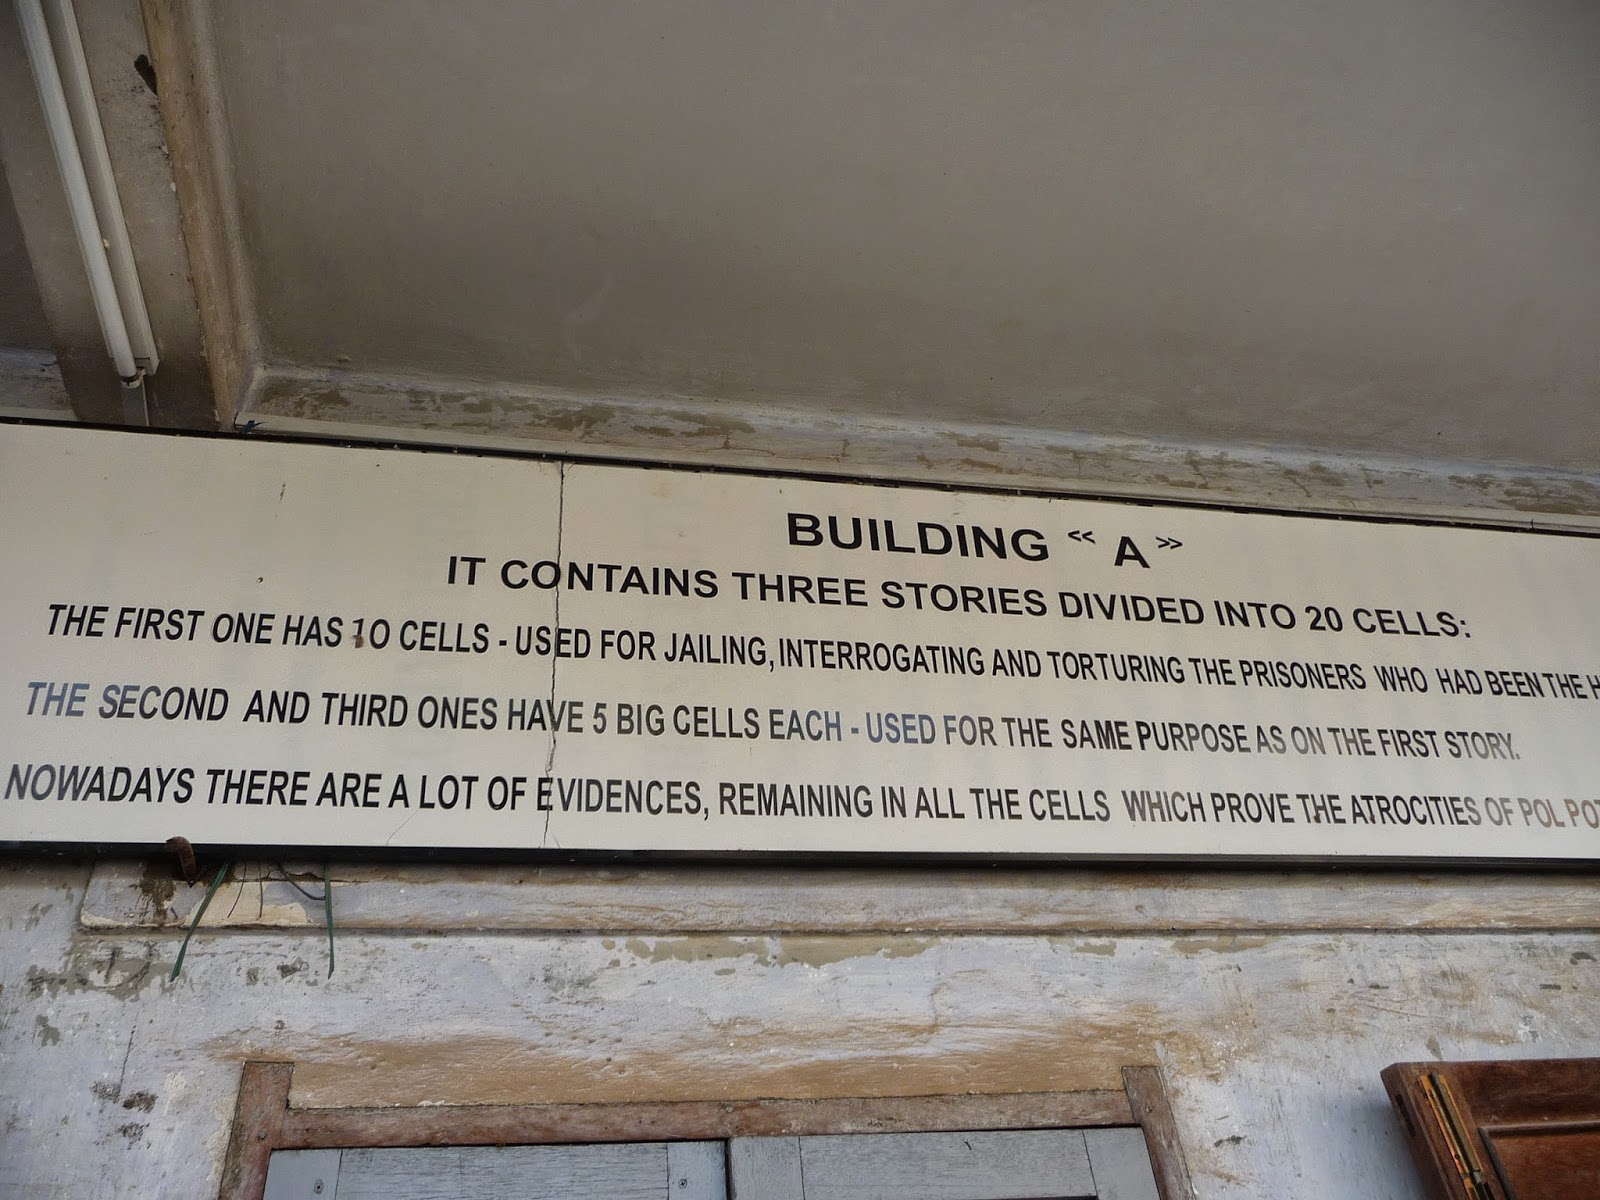 BUILDING << A >>
IT CONTAINS THREE STORIES DIVIDED INTO 20 CELLS:
THE FIRST ONE HAS 10 CELLS - USED FOR JAILING, INTERROGATING AND TORTURING THE PRISONERS WHO HAD BEEN THE
THE SECOND AND THIRD ONES HAVE 5 BIG CELLS EACH - USED FOR THE SAME PURPOSE AS ON THE FIRST STORY.
NOWADAYS THERE ARE A LOT OF EVIDENCES, REMAINING IN ALL THE CELLS WHICH PROVE THE ATROCITIES OF POL POT